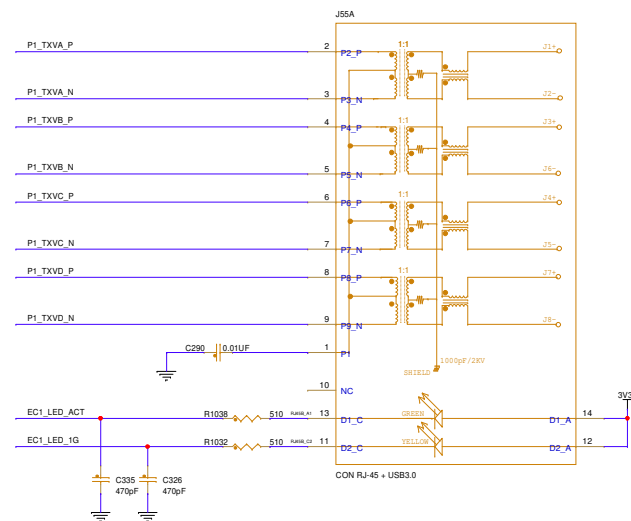 J55A
P1_TXVA_P 2 P2_P 1:1 J1+
P1_TXVA_N 3 P3_N J2-
P1_TXVB_P 4 P4_P 1:1 J3+
P1_TXVB_N 5 P5_N J6-
P1_TXVC_P 6 P6_P 1:1 J4+
P1_TXVC_N 7 P7_N J5-
P1_TXVD_P 8 P8_P 1:1 J7+
P1_TXVD_N 9 P9_N J8-
C290 0.01UF 1 P1
1000pF/2KV
SHIELD
10 NC
3V3
EC1_LED_ACT R1038 510 RJ45B_A1 13 D1_C GREEN D1_A 14
EC1_LED_1G R1032 510 RJ45B_C2 11 D2_C YELLOW D2_A 12
C335 C326
470pF 470pF
CON RJ-45 + USB3.0